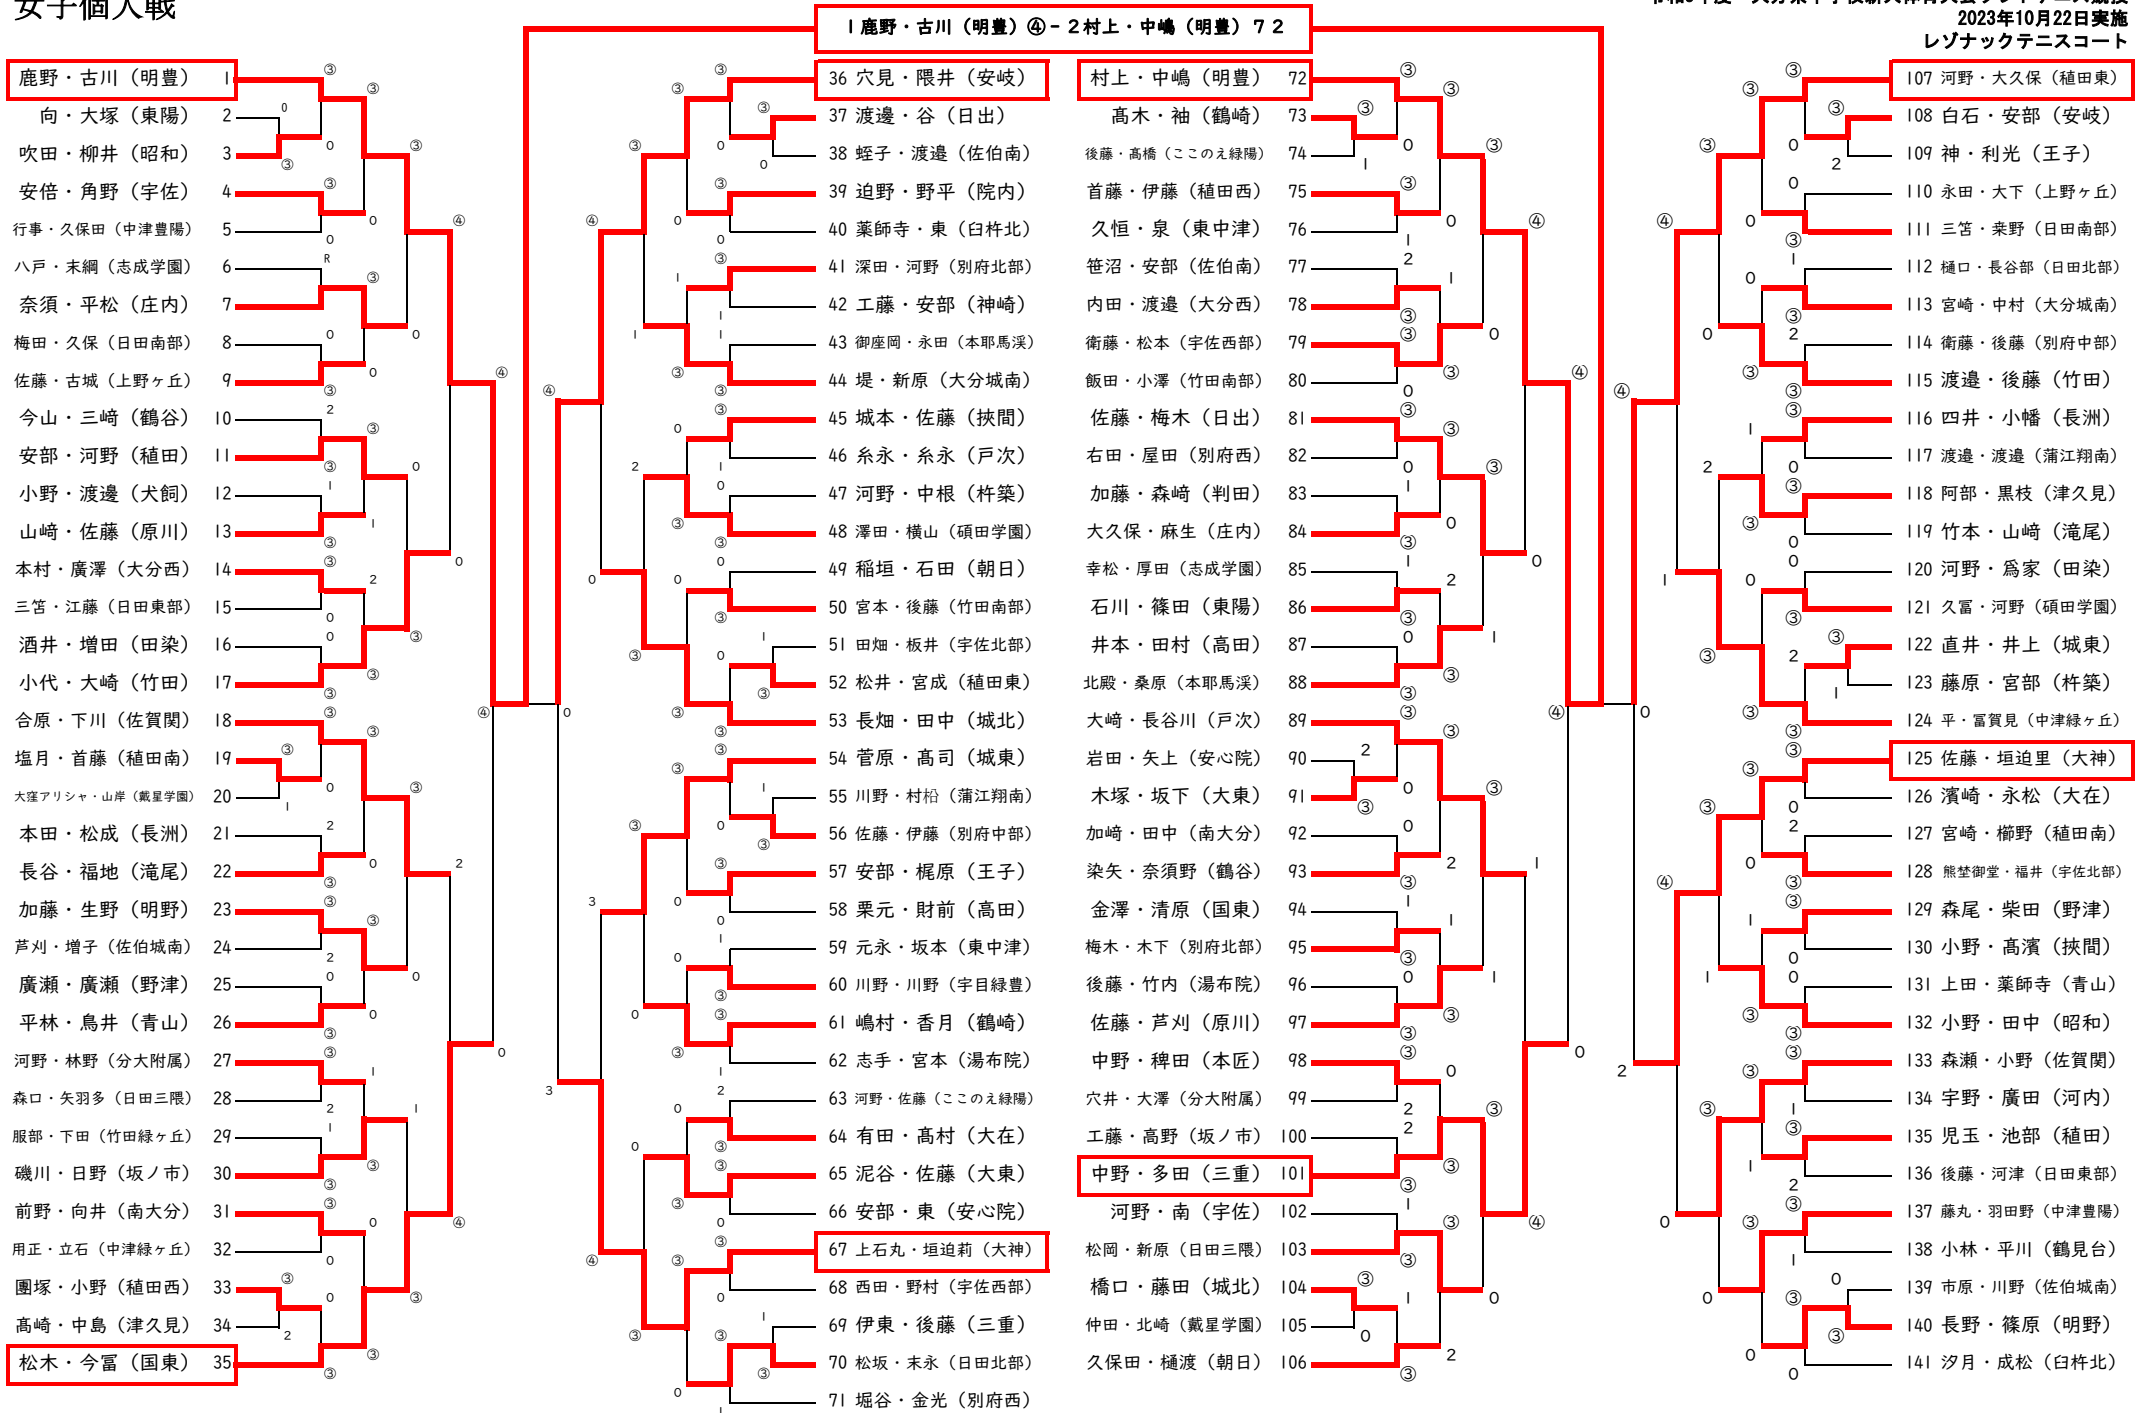 女子個人戦
2023年10月22日実施
レゾナックテニスコート
1鹿野・古川（明豊）④-2村上・中嶋（明豊）72
鹿野・古川（明豊） 1
向・大塚（東陽） 2
吹田・柳井（昭和） 3
安倍・角野（宇佐） 4
行事・久保田（中津豊陽） 5
八戸・末綱（志成学園） 6
奈須・平松（庄内） 7
梅田・久保（日田南部） 8
佐藤・古城（上野ヶ丘） 9
今山・三﨑（鶴谷） 10
安部・河野（稙田） 11
小野・渡邉（犬飼） 12
山﨑・佐藤（原川） 13
本村・廣澤（大分西） 14
三笘・江藤（日田東部） 15
酒井・増田（田染） 16
小代・大崎（竹田） 17
合原・下川（佐賀関） 18
塩月・首藤（稙田南） 19
大窪アリシャ・山岸（戴星学園） 20
本田・松成（長洲） 21
長谷・福地（滝尾） 22
加藤・生野（明野） 23
芦刈・増子（佐伯城南） 24
廣瀬・廣瀬（野津） 25
平林・鳥井（青山） 26
河野・林野（分大附属） 27
森口・矢羽多（日田三隈） 28
服部・下田（竹田緑ヶ丘） 29
磯川・日野（坂ノ市） 30
前野・向井（南大分） 31
用正・立石（中津緑ヶ丘） 32
團塚・小野（稙田西） 33
髙崎・中島（津久見） 34
松木・今冨（国東） 35
36 穴見・隈井（安岐）
37 渡邊・谷（日出）
38 蛭子・渡邉（佐伯南）
39 迫野・野平（院内）
40 薬師寺・東（臼杵北）
41 深田・河野（別府北部）
42 工藤・安部（神崎）
43 御座岡・永田（本耶馬渓）
44 堤・新原（大分城南）
45 城本・佐藤（挾間）
46 糸永・糸永（戸次）
47 河野・中根（杵築）
48 澤田・横山（碩田学園）
49 稲垣・石田（朝日）
50 宮本・後藤（竹田南部）
51 田畑・板井（宇佐北部）
52 松井・宮成（稙田東）
53 長畑・田中（城北）
54 菅原・髙司（城東）
55 川野・村枌（蒲江翔南）
56 佐藤・伊藤（別府中部）
57 安部・梶原（王子）
58 栗元・財前（高田）
59 元永・坂本（東中津）
60 川野・川野（宇目緑豊）
61 嶋村・香月（鶴崎）
62 志手・宮本（湯布院）
63 河野・佐藤（ここのえ緑陽）
64 有田・髙村（大在）
65 泥谷・佐藤（大東）
66 安部・東（安心院）
67 上石丸・垣迫莉（大神）
68 西田・野村（宇佐西部）
69 伊東・後藤（三重）
70 松坂・末永（日田北部）
71 堀谷・金光（別府西）
村上・中嶋（明豊） 72
髙木・袖（鶴崎） 73
後藤・髙橋（ここのえ緑陽） 74
首藤・伊藤（稙田西） 75
久恒・泉（東中津） 76
笹沼・安部（佐伯南） 77
内田・渡邉（大分西） 78
衛藤・松本（宇佐西部） 79
飯田・小澤（竹田南部） 80
佐藤・梅木（日出） 81
右田・屋田（別府西） 82
加藤・森﨑（判田） 83
大久保・麻生（庄内） 84
幸松・厚田（志成学園） 85
石川・篠田（東陽） 86
井本・田村（高田） 87
北殿・桑原（本耶馬渓） 88
大﨑・長谷川（戸次） 89
岩田・矢上（安心院） 90
木塚・坂下（大東） 91
加﨑・田中（南大分） 92
染矢・奈須野（鶴谷） 93
金澤・清原（国東） 94
梅木・木下（別府北部） 95
後藤・竹内（湯布院） 96
佐藤・芦刈（原川） 97
中野・稗田（本匠） 98
穴井・大澤（分大附属） 99
工藤・高野（坂ノ市） 100
中野・多田（三重） 101
河野・南（宇佐） 102
松岡・新原（日田三隈） 103
橋口・藤田（城北） 104
仲田・北崎（戴星学園） 105
久保田・樋渡（朝日） 106
107 河野・大久保（稙田東）
108 白石・安部（安岐）
109 神・利光（王子）
110 永田・大下（上野ヶ丘）
111 三笘・桒野（日田南部）
112 樋口・長谷部（日田北部）
113 宮崎・中村（大分城南）
114 衛藤・後藤（別府中部）
115 渡邉・後藤（竹田）
116 四井・小幡（長洲）
117 渡邉・渡邉（蒲江翔南）
118 阿部・黒枝（津久見）
119 竹本・山﨑（滝尾）
120 河野・爲家（田染）
121 久冨・河野（碩田学園）
122 直井・井上（城東）
123 藤原・宮部（杵築）
124 平・冨賀見（中津緑ヶ丘）
125 佐藤・垣迫里（大神）
126 濱崎・永松（大在）
127 宮崎・櫛野（稙田南）
128 熊埜御堂・福井（宇佐北部）
129 森尾・柴田（野津）
130 小野・髙濱（挾間）
131 上田・薬師寺（青山）
132 小野・田中（昭和）
133 森瀬・小野（佐賀関）
134 宇野・廣田（河内）
135 児玉・池部（稙田）
136 後藤・河津（日田東部）
137 藤丸・羽田野（中津豊陽）
138 小林・平川（鶴見台）
139 市原・川野（佐伯城南）
140 長野・篠原（明野）
141 汐月・成松（臼杵北）